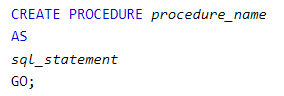 CREATE PROCEDURE procedure_name
AS
sql_statement
GO;